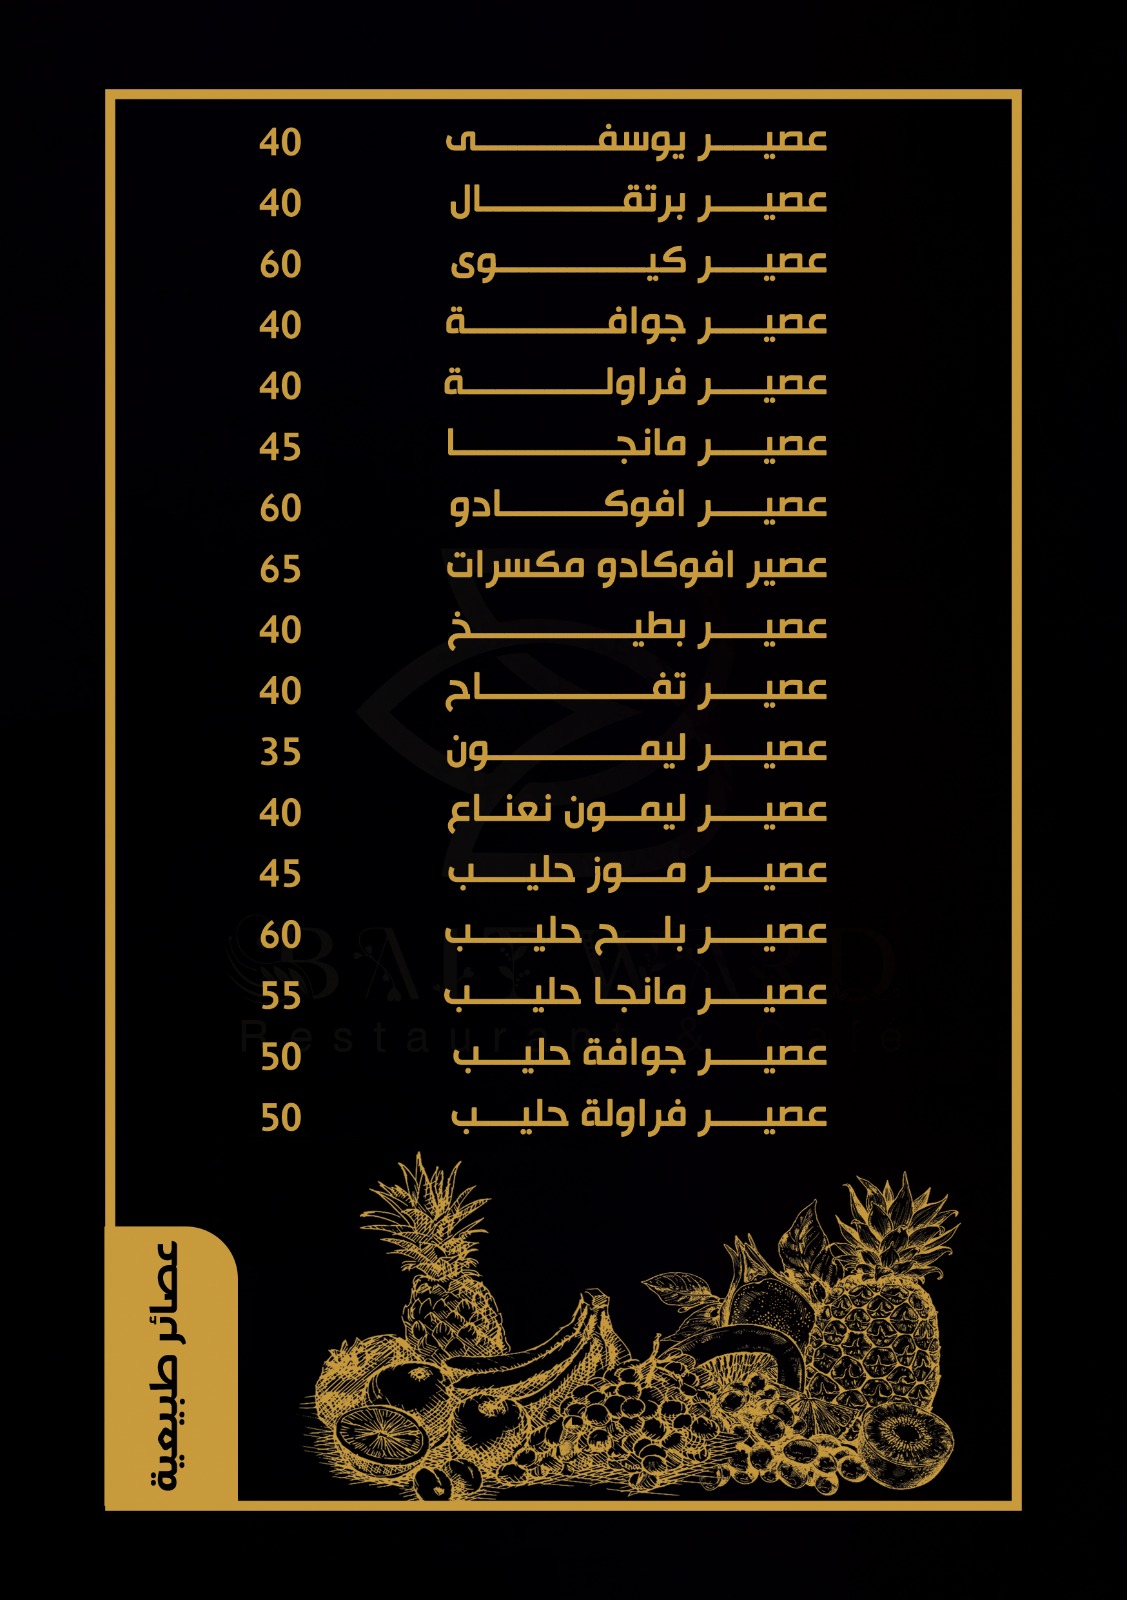 عصير يوسفى 40
عصير برتقال 40
عصير كيوى 60
عصير جوافة 40
عصير فراولة 40
عصير مانجا 45
عصير افوكادو 60
عصير افوكادو مكسرات 65
عصير بطيخ 40
عصير تفاح 40
عصير ليمون 35
عصير ليمون نعناع 40
عصير موز حليب 45
عصير بلح حليب 60
عصير مانجا حليب 55
عصير جوافة حليب 50
عصير فراولة حليب 50
عصائر طبيعية
BAIT WARD
Restaurant & Cafe